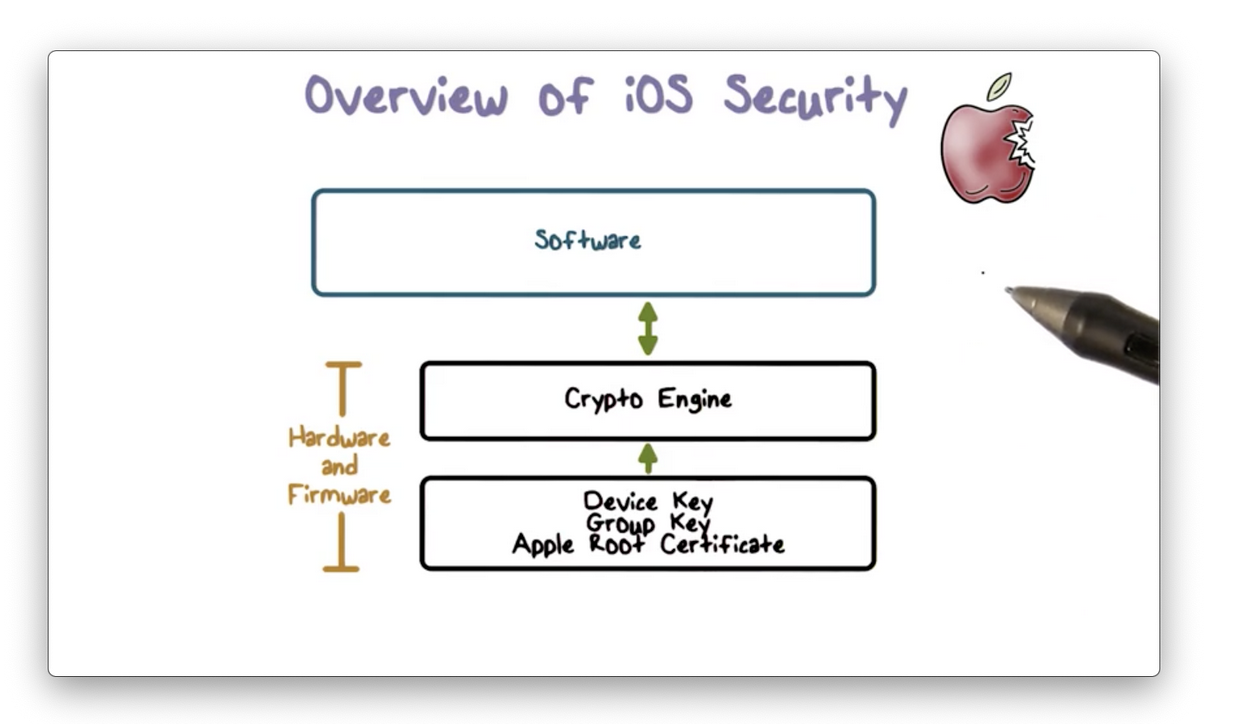 Overview of iOS Security
Software
Crypto Engine
Hardware
and
Firmware
Device Key
Group Key
Apple Root Certificate